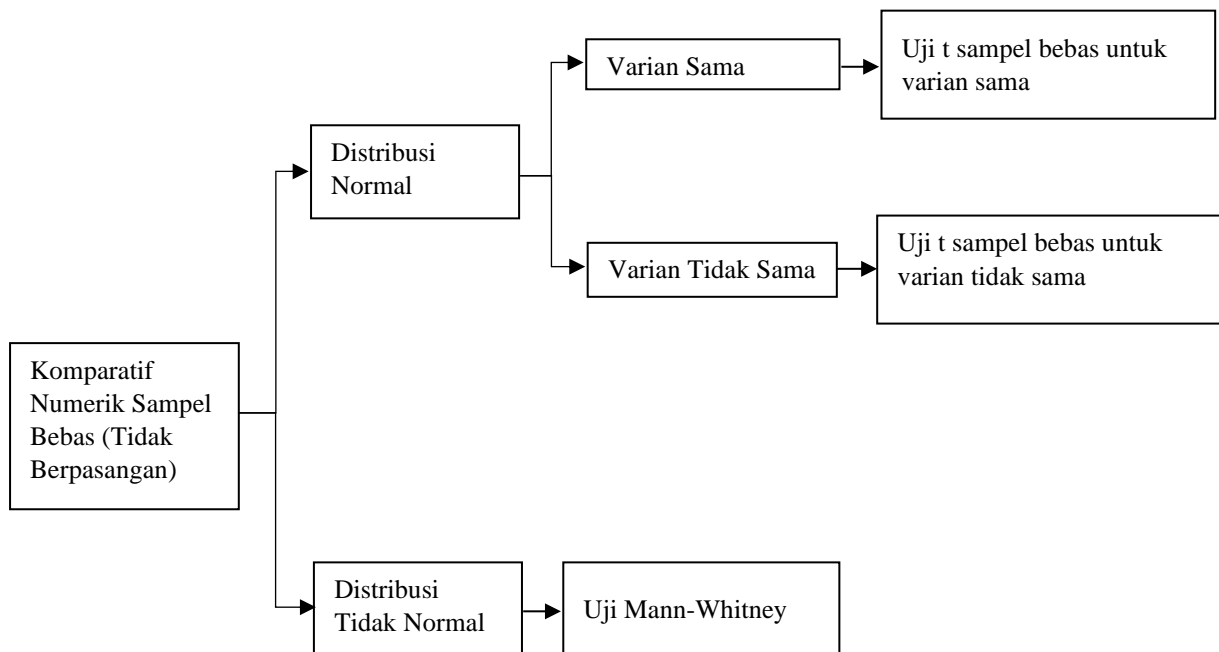 Komparatif
Numerik Sampel
Bebas (Tidak
Berpasangan)
Distribusi
Normal
Varian Sama
Uji t sampel bebas untuk
varian sama
Varian Tidak Sama
Uji t sampel bebas untuk
varian tidak sama
Distribusi
Tidak Normal
Uji Mann-Whitney